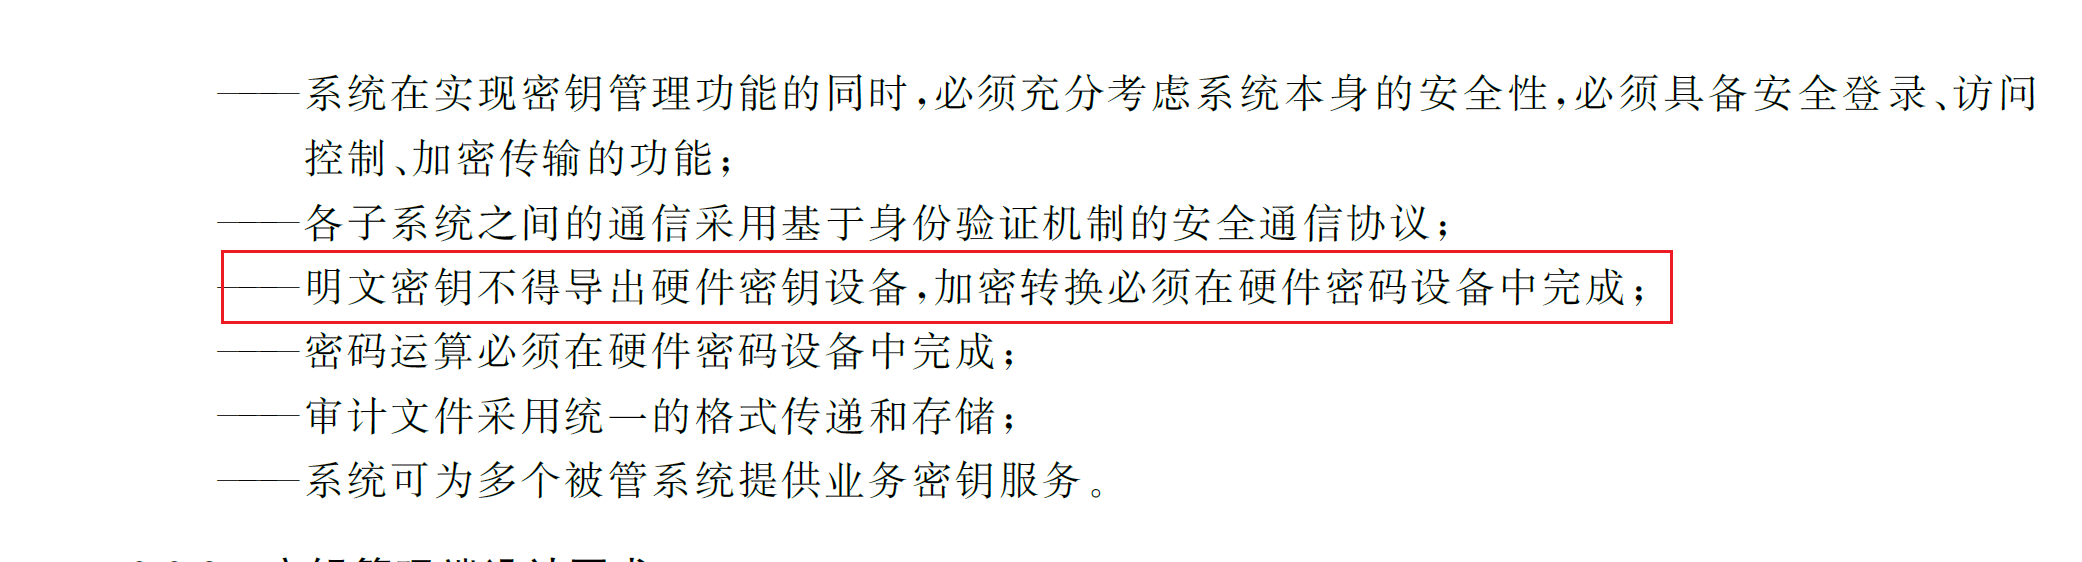 ——系统在实现密钥管理功能的同时,必须充分考虑系统本身的安全性,必须具备安全登录、访问
控制、加密传输的功能;
——各子系统之间的通信采用基于身份验证机制的安全通信协议;
——明文密钥不得导出硬件密钥设备,加密转换必须在硬件密码设备中完成;
——密码运算必须在硬件密码设备中完成;
——审计文件采用统一的格式传递和存储;
——系统可为多个被管系统提供业务密钥服务。